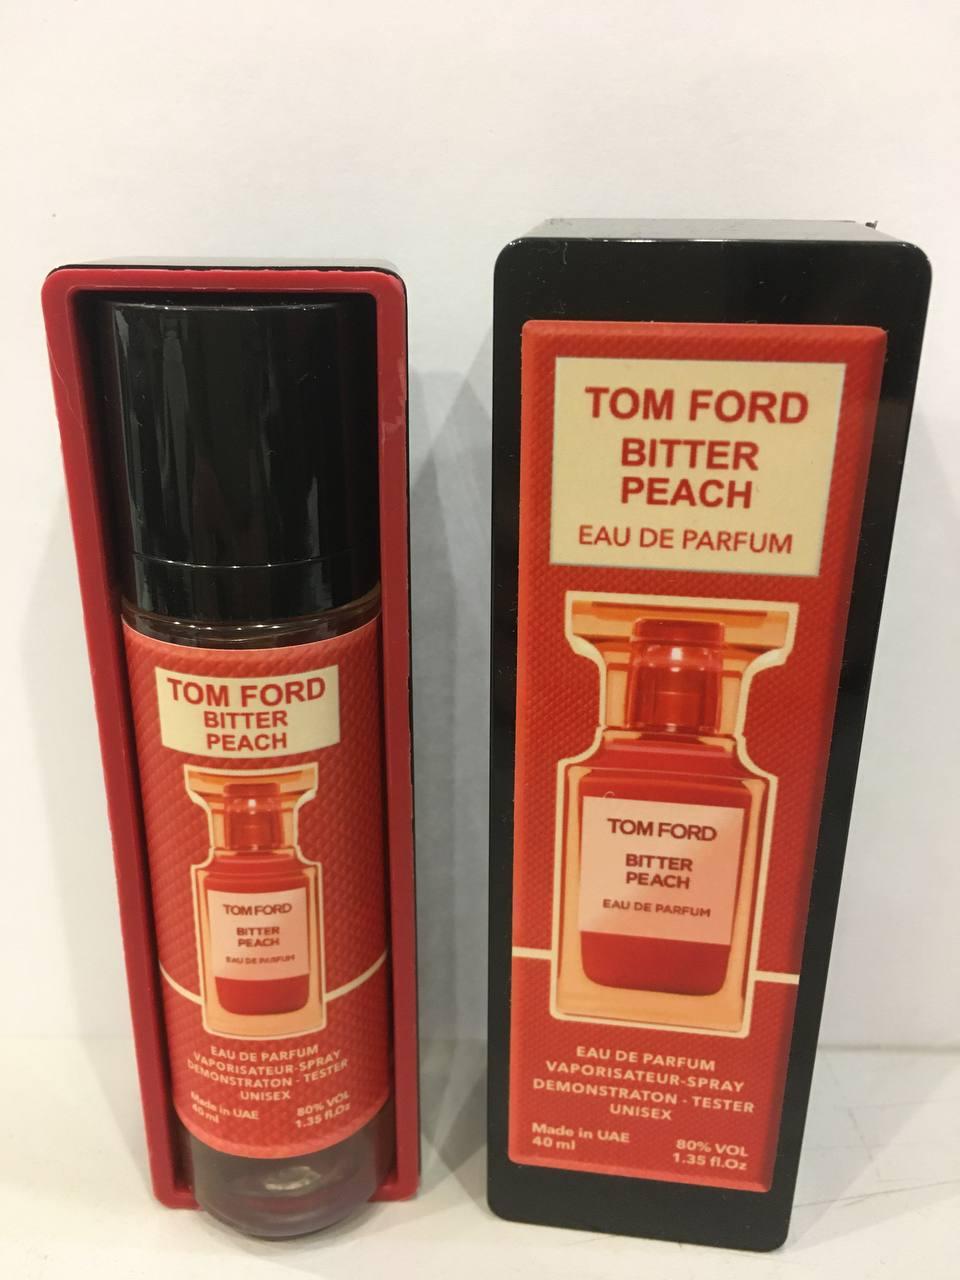 TOM FORD
BITTER
PEACH
TOM FORD
BITTER
PEACH
EAU DE PARFUM
EAU DE PARFUM
VAPORISATEUR-SPRAY
DEMONSTRATON - TESTER
UNISEX
Made in UAE
40 ml
80% VOL
1.35 fl.Oz
TOM FORD
BITTER
PEACH
EAU DE PARFUM
TOM FORD
BITTER
PEACH
EAU DE PARFUM
EAU DE PARFUM
VAPORISATEUR-SPRAY
DEMONSTRATON - TESTER
UNISEX
Made in UAE
40 ml
80% VOL
1.35 fl.Oz